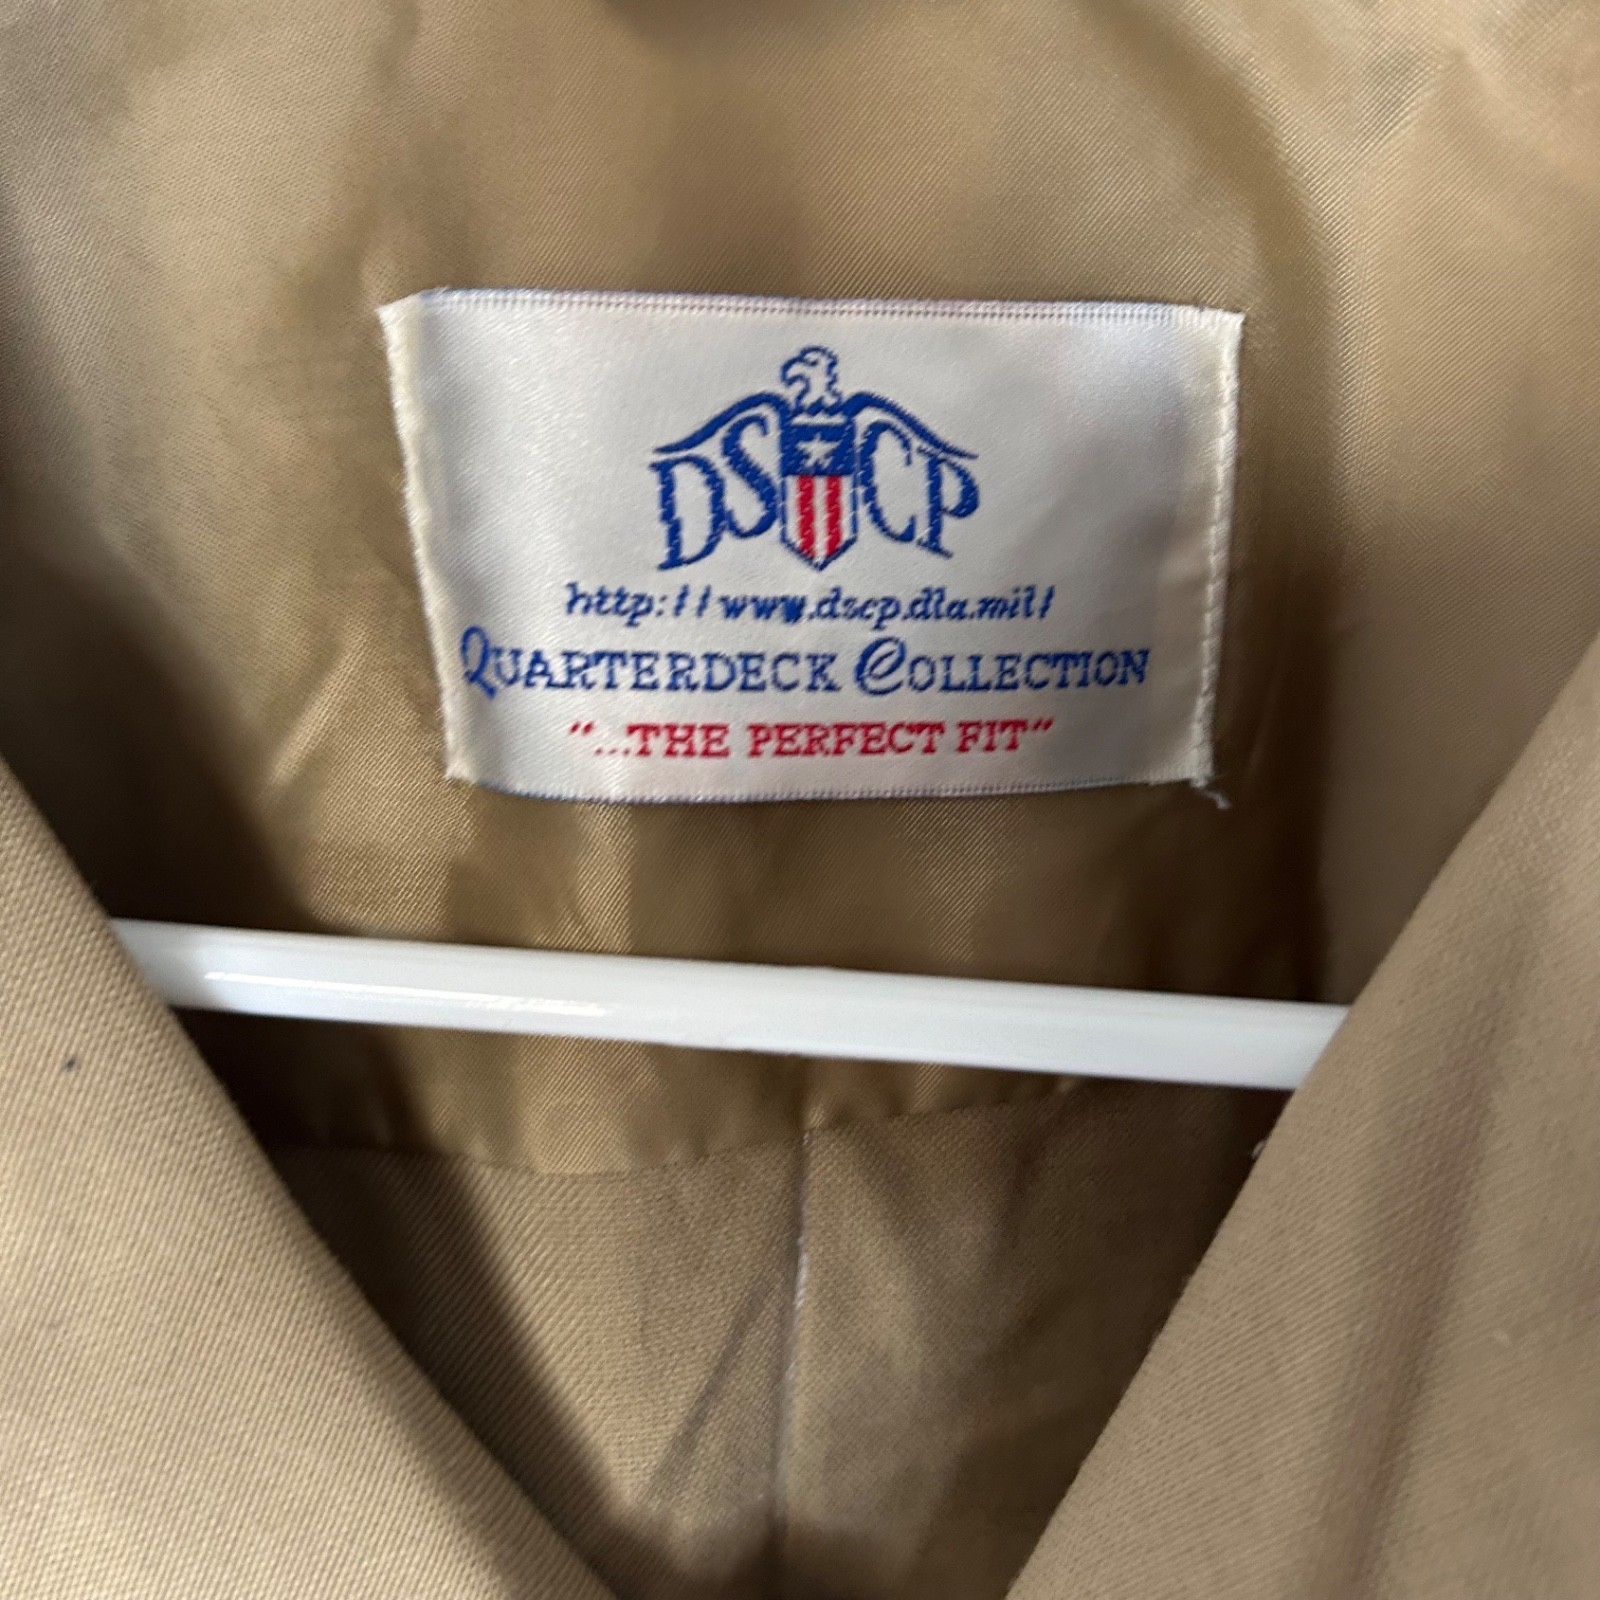 DSCP
http://www.dscp.dla.mil/
QUARTERDECK COLLECTION
"...THE PERFECT FIT"